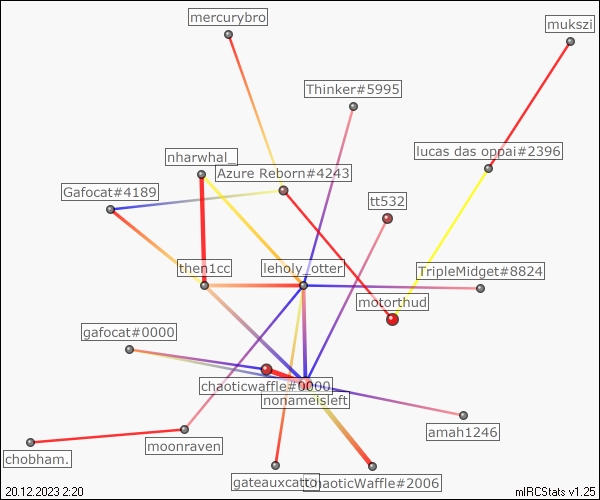 mercurybro
mukszi
Thinker#5995
lucas das oppai#2396
nharwhal_
Azure Reborn#4243
Gafocat#4189
tt532
then1cc
leholy_otter
TripleMidget#8824
motorthud
gafocat#0000
chaoticwaffle#0000
nonameisleft
amah1246
moonraven
chobham.
gateauxcatto
chaoticWaffle#2006
20.12.2023 2:20
mIRCStats v1.25